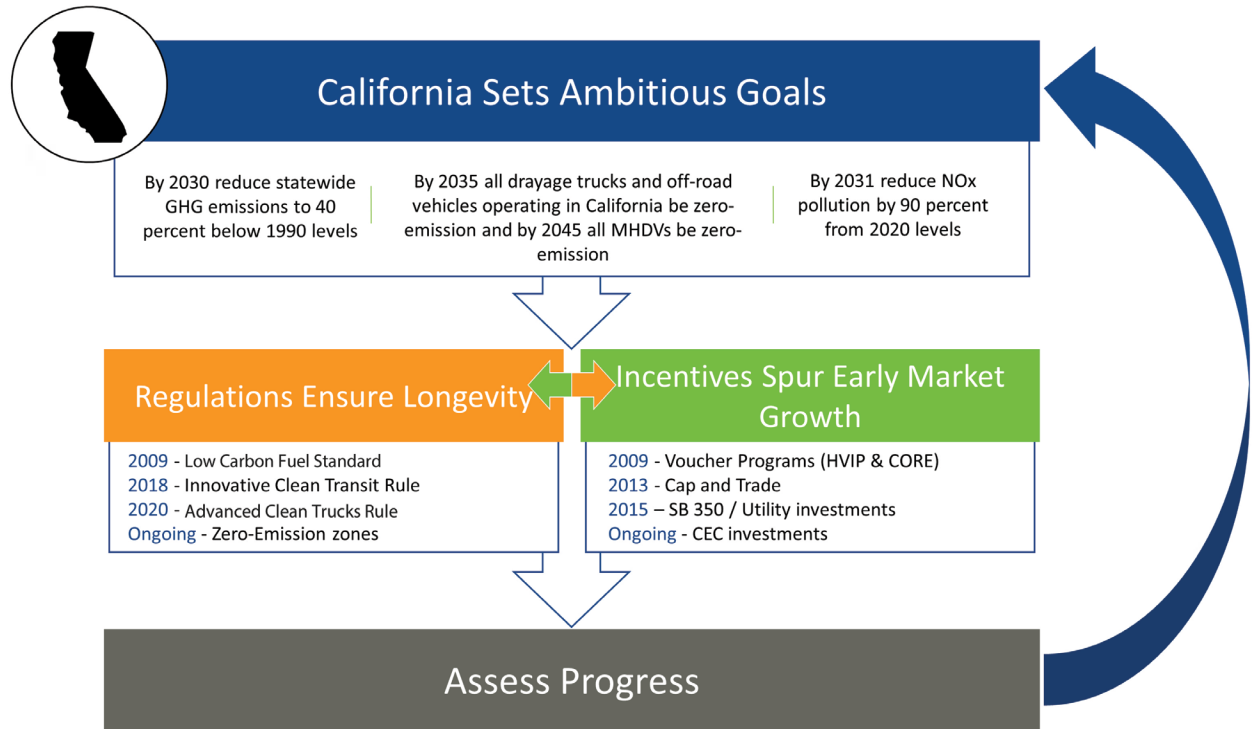 California Sets Ambitious Goals
By 2030 reduce statewide
GHG emissions to 40
percent below 1990 levels
By 2035 all drayage trucks and off-road
vehicles operating in California be zero-
emission and by 2045 all MHDVs be zero-
emission
By 2031 reduce NOx
pollution by 90 percent
from 2020 levels
Regulations Ensure Longevity
2009 - Low Carbon Fuel Standard
2018 - Innovative Clean Transit Rule
2020 - Advanced Clean Trucks Rule
Ongoing - Zero-Emission zones
Incentives Spur Early Market
Growth
2009 - Voucher Programs (HVIP & CORE)
2013 - Cap and Trade
2015 – SB 350 / Utility investments
Ongoing - CEC investments
Assess Progress